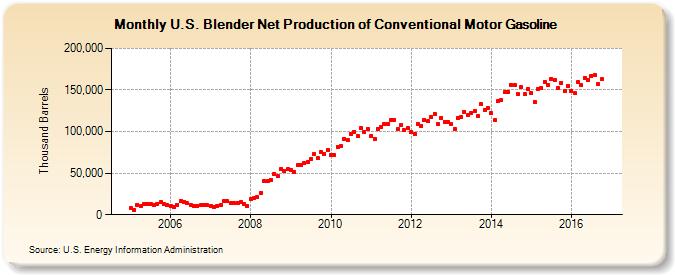 Monthly U.S. Blender Net Production of Conventional Motor Gasoline
Thousand Barrels
200,000
150,000
100,000
50,000
0
2006 2008 2010 2012 2014 2016
Source: U.S. Energy Information Administration